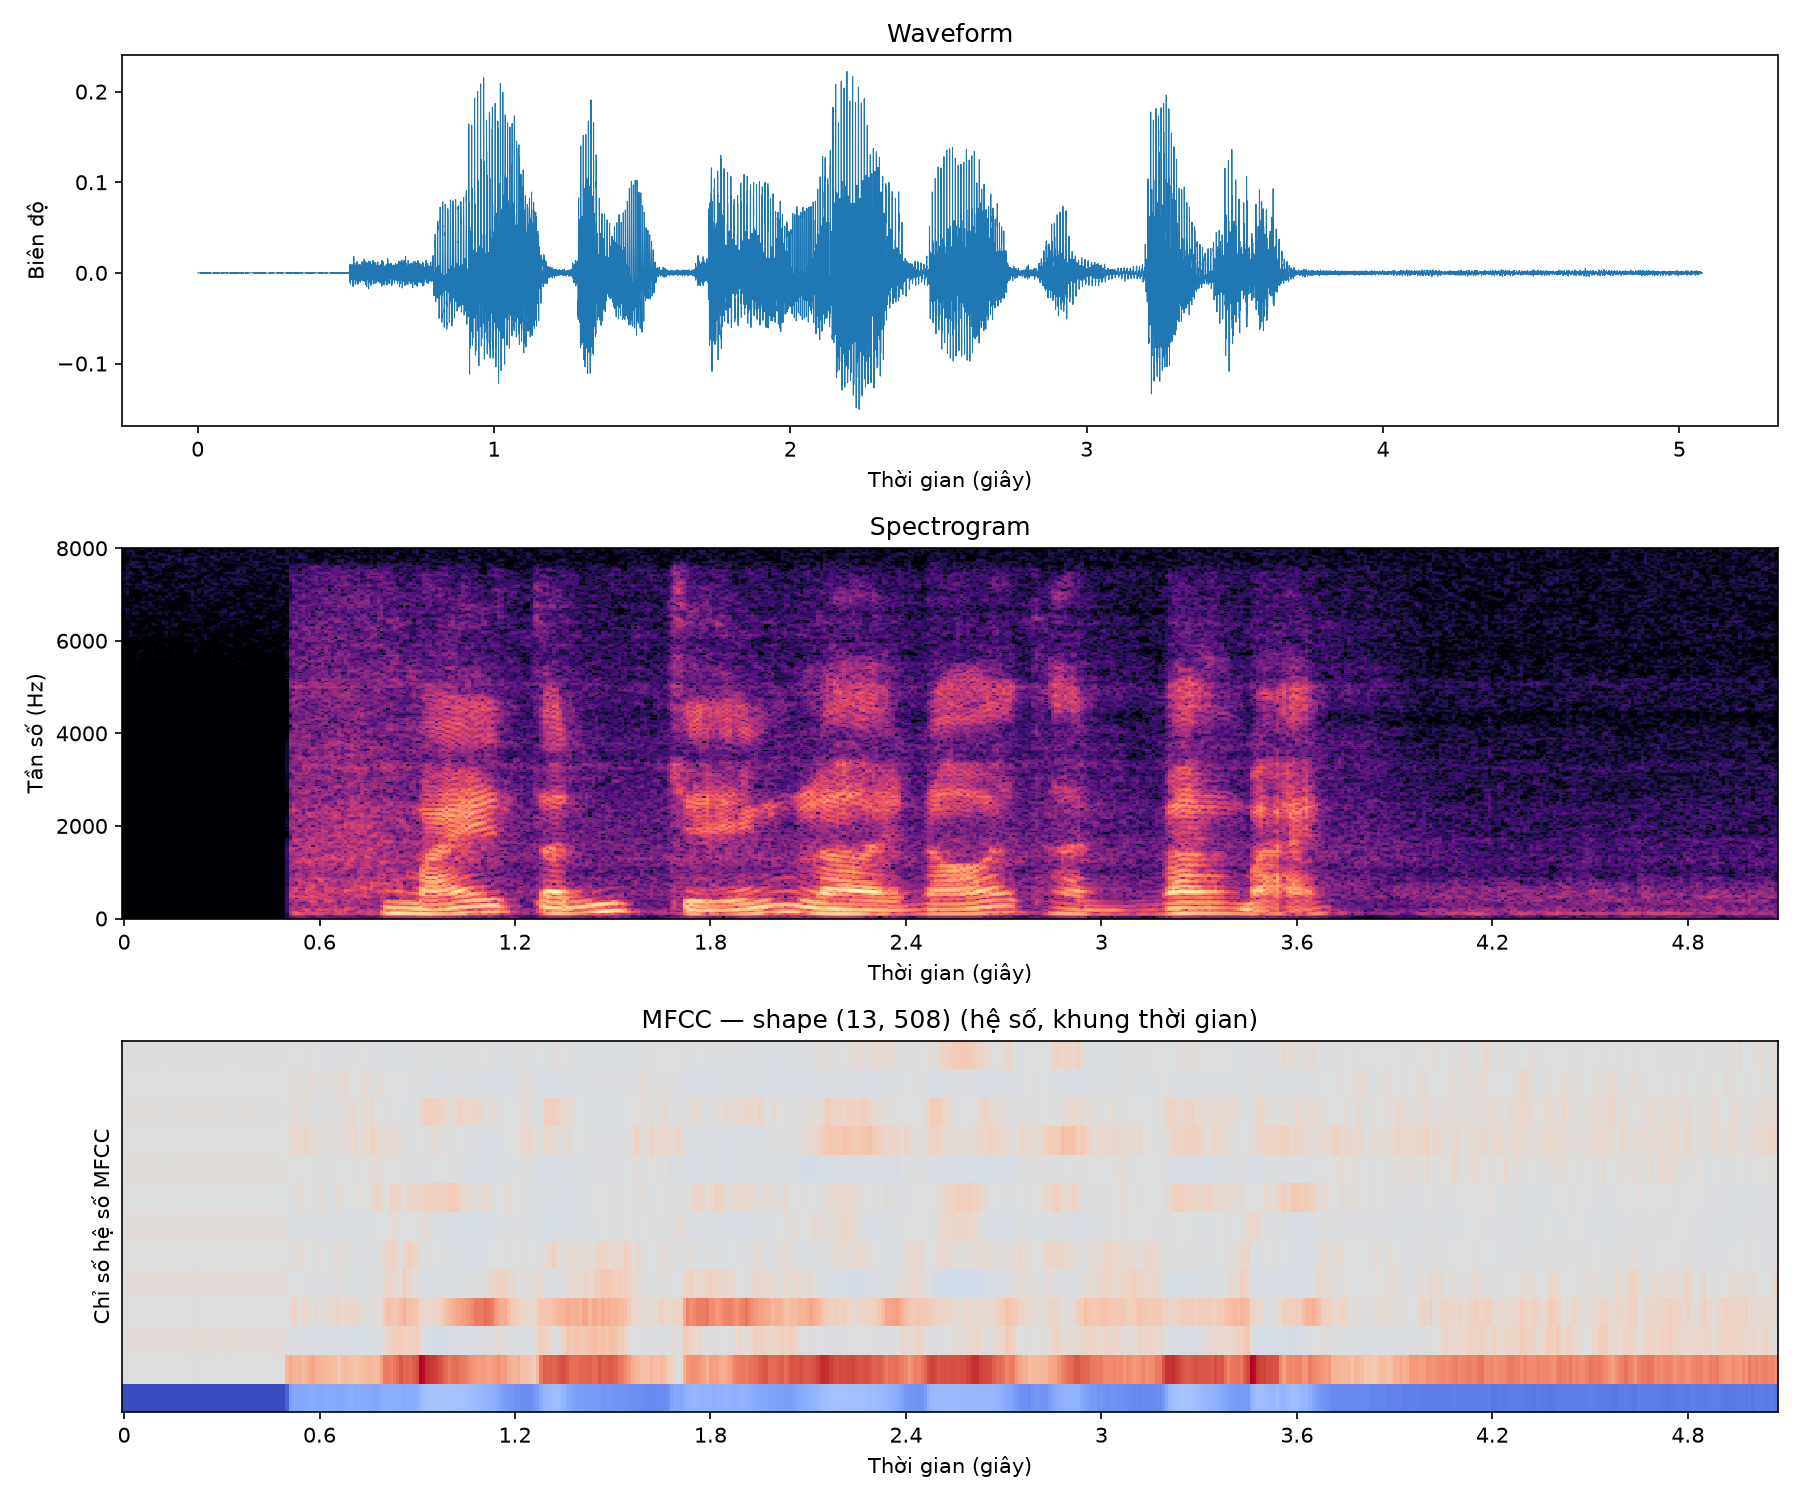 Waveform
0.2
0.1
0.0
−0.1
Biên độ
0 1 2 3 4 5
Thời gian (giây)
Spectrogram
8000
6000
4000
2000
0
Tần số (Hz)
0 0.6 1.2 1.8 2.4 3 3.6 4.2 4.8
Thời gian (giây)
MFCC — shape (13, 508) (hệ số, khung thời gian)
Chỉ số hệ số MFCC
0 0.6 1.2 1.8 2.4 3 3.6 4.2 4.8
Thời gian (giây)